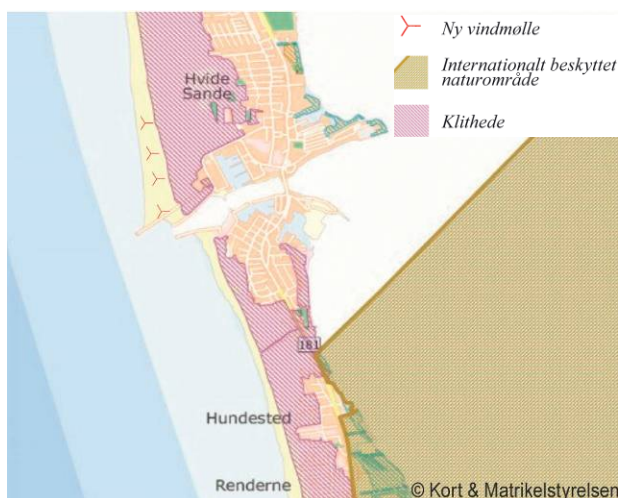 Ny vindmølle
Internationalt beskyttet
naturområde
Klithede
Hvide
Sande
181
Hundested
Renderne
© Kort & Matrikelstyrelsen